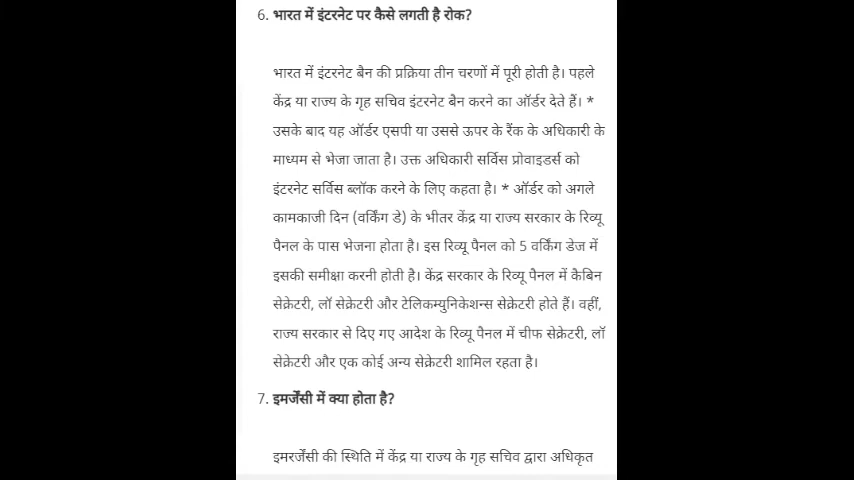 6. भारत में इंटरनेट पर कैसे लगती है रोक?
भारत में इंटरनेट बैन की प्रक्रिया तीन चरणों में पूरी होती है। पहले
केंद्र या राज्य के गृह सचिव इंटरनेट बैन करने का ऑर्डर देते हैं। *
उसके बाद यह ऑर्डर एसपी या उससे ऊपर के रैंक के अधिकारी के
माध्यम से भेजा जाता है। उक्त अधिकारी सर्विस प्रोवाइडर्स को
इंटरनेट सर्विस ब्लॉक करने के लिए कहता है। * ऑर्डर को अगले
कामकाजी दिन (वर्किंग डे) के भीतर केंद्र या राज्य सरकार के रिव्यू
पैनल के पास भेजना होता है। इस रिव्यू पैनल को 5 वर्किंग डेज में
इसकी समीक्षा करनी होती है। केंद्र सरकार के रिव्यू पैनल में कैबिन
सेक्रेटरी, लॉ सेक्रेटरी और टेलिकम्युनिकेशन्स सेक्रेटरी होते हैं। वहीं,
राज्य सरकार से दिए गए आदेश के रिव्यू पैनल में चीफ सेक्रेटरी, लॉ
सेक्रेटरी और एक कोई अन्य सेक्रेटरी शामिल रहता है।
7. इमर्जेंसी में क्या होता है?
इमरर्जेंसी की स्थिति में केंद्र या राज्य के गृह सचिव द्वारा अधिकृत